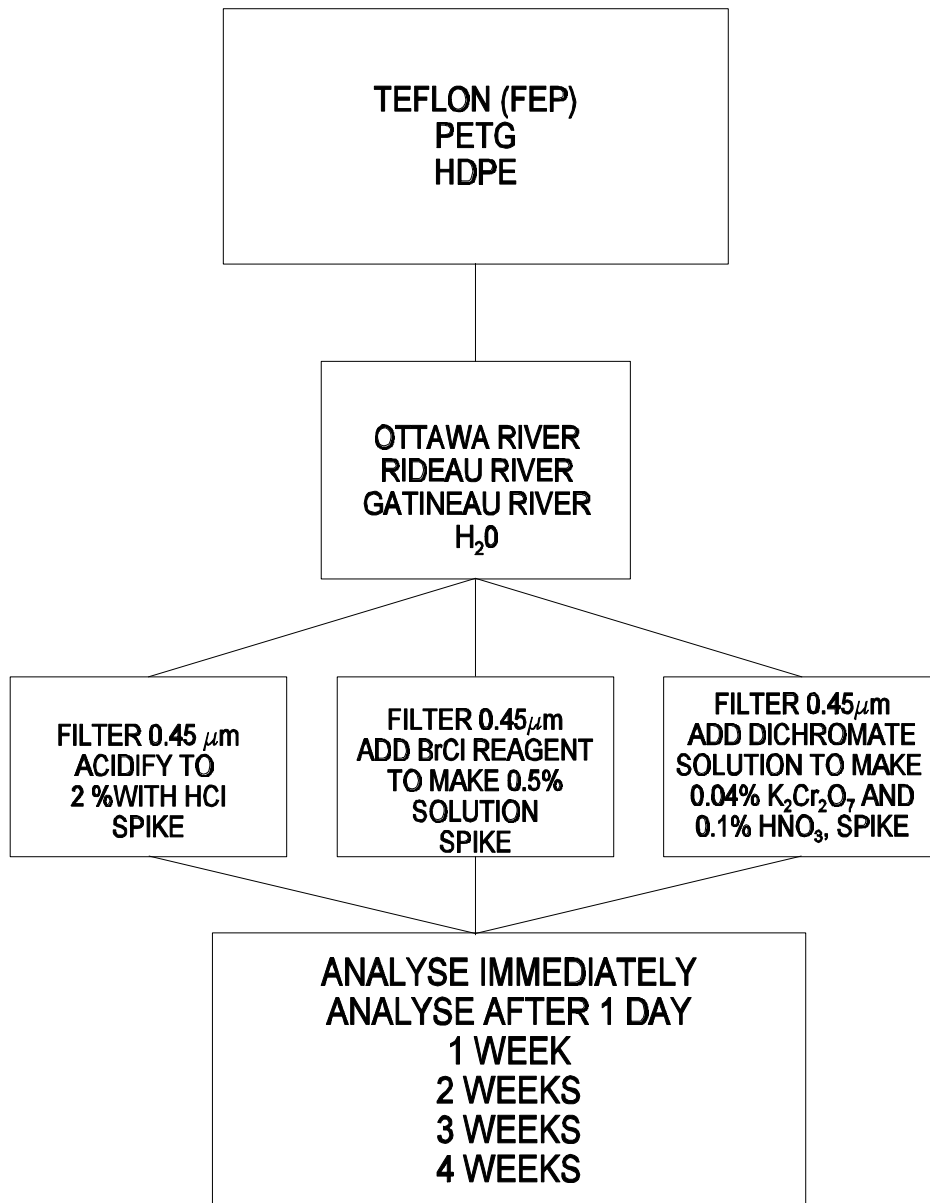 TEFLON (FEP)
PETG
HDPE
OTTAWA RIVER
RIDEAU RIVER
GATINEAU RIVER
H₂0
FILTER 0.45 μm
ACIDIFY TO
2 %WITH HCl
SPIKE
FILTER 0.45μm
ADD BrCl REAGENT
TO MAKE 0.5%
SOLUTION
SPIKE
FILTER 0.45μm
ADD DICHROMATE
SOLUTION TO MAKE
0.04% K₂Cr₂O₇ AND
0.1% HNO₃, SPIKE
ANALYSE IMMEDIATELY
ANALYSE AFTER 1 DAY
1 WEEK
2 WEEKS
3 WEEKS
4 WEEKS